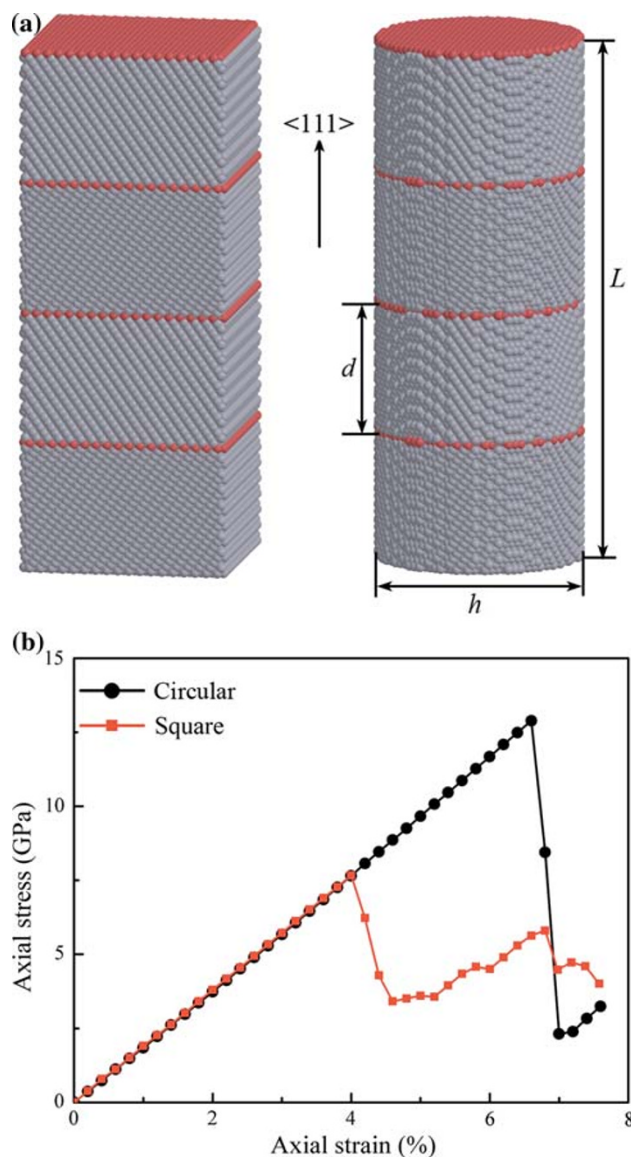 (a)
<111>
L
d
h
(b)
15
Circular
Square
10
Axial stress (GPa)
5
0
0 2 4 6 8
Axial strain (%)